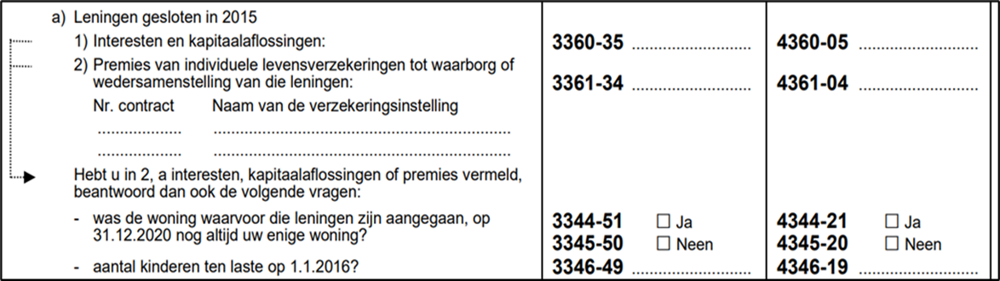 a) Leningen gesloten in 2015
1) Interesten en kapitaalaflossingen: 3360-35 .......................... 4360-05 ..........................
2) Premies van individuele levensverzekeringen tot waarborg of
wedersamenstelling van die leningen: 3361-34 .......................... 4361-04 ..........................
Nr. contract Naam van de verzekeringsinstelling
.................. ................................................................
.................. ................................................................
Hebt u in 2, a interesten, kapitaalaflossingen of premies vermeld,
beantwoord dan ook de volgende vragen:
- was de woning waarvoor die leningen zijn aangegaan, op 3344-51 ☐ Ja 4344-21 ☐ Ja
31.12.2020 nog altijd uw enige woning? 3345-50 ☐ Neen 4345-20 ☐ Neen
- aantal kinderen ten laste op 1.1.2016? 3346-49 .......................... 4346-19 ..........................